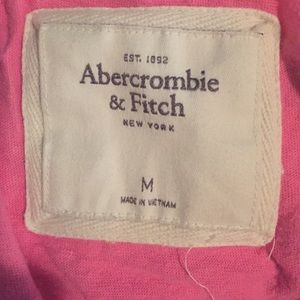 EST. 1892
Abercrombie
& Fitch
NEW YORK
M
MADE IN VIETNAM